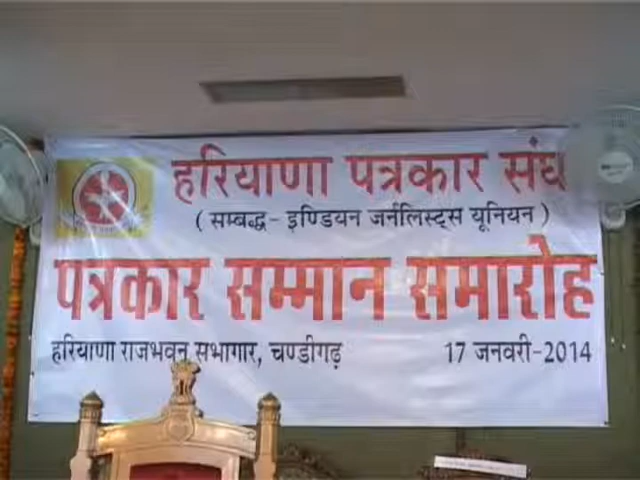 हरियाणा पत्रकार संघ
( सम्बद्ध - इण्डियन जर्नलिस्ट्स यूनियन )
पत्रकार सम्मान समारोह
हरियाणा राजभवन सभागार, चण्डीगढ़
17 जनवरी-2014